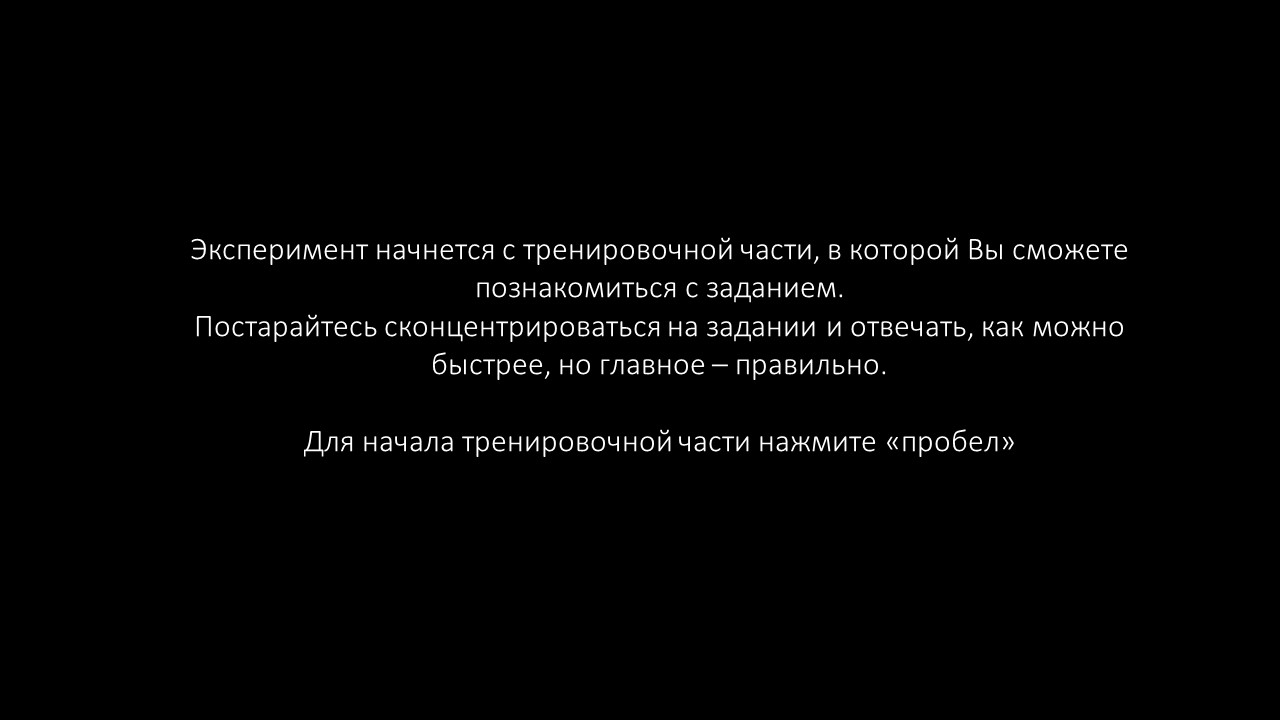 Эксперимент начнется с тренировочной части, в которой Вы сможете
познакомиться с заданием.
Постарайтесь сконцентрироваться на задании и отвечать, как можно
быстрее, но главное – правильно.
Для начала тренировочной части нажмите «пробел»